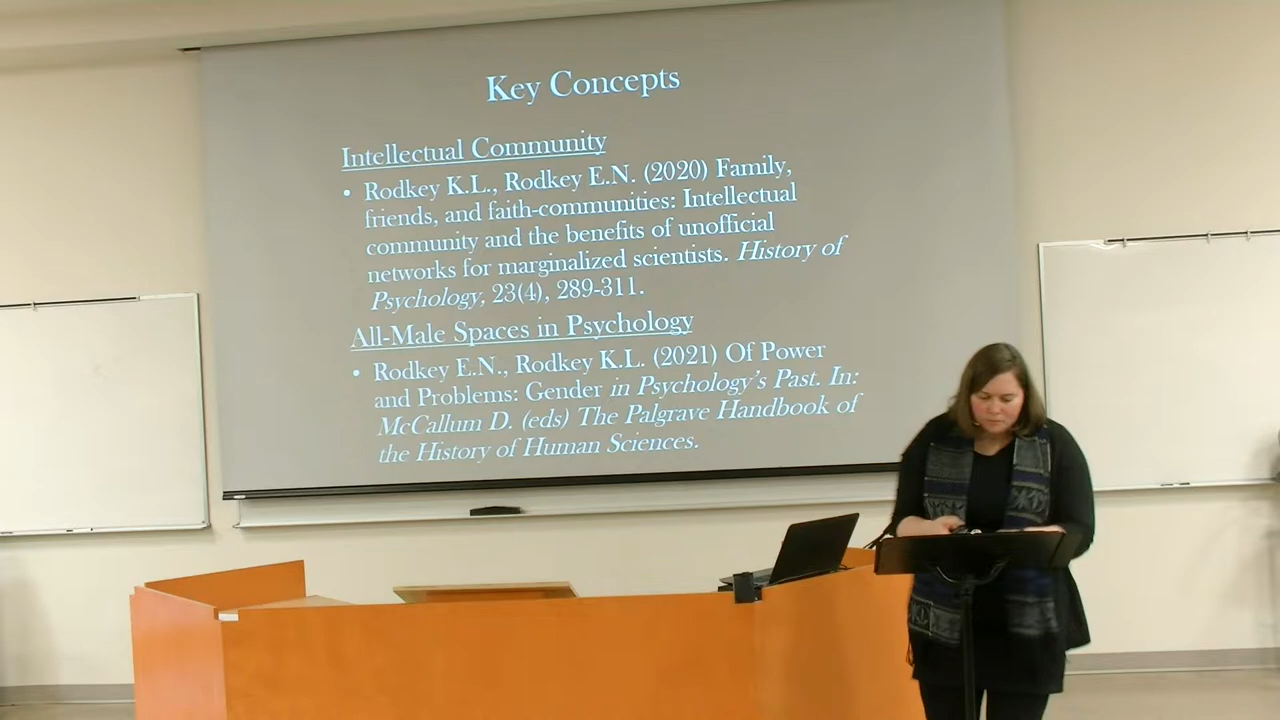 Key Concepts
Intellectual Community
• Rodkey K.L., Rodkey E.N. (2020) Family,
friends, and faith-communities: Intellectual
community and the benefits of unofficial
networks for marginalized scientists. History of
Psychology, 23(4), 289-311.
All-Male Spaces in Psychology
• Rodkey E.N., Rodkey K.L. (2021) Of Power
and Problems: Gender in Psychology's Past. In:
McCallum D. (eds) The Palgrave Handbook of
the History of Human Sciences.